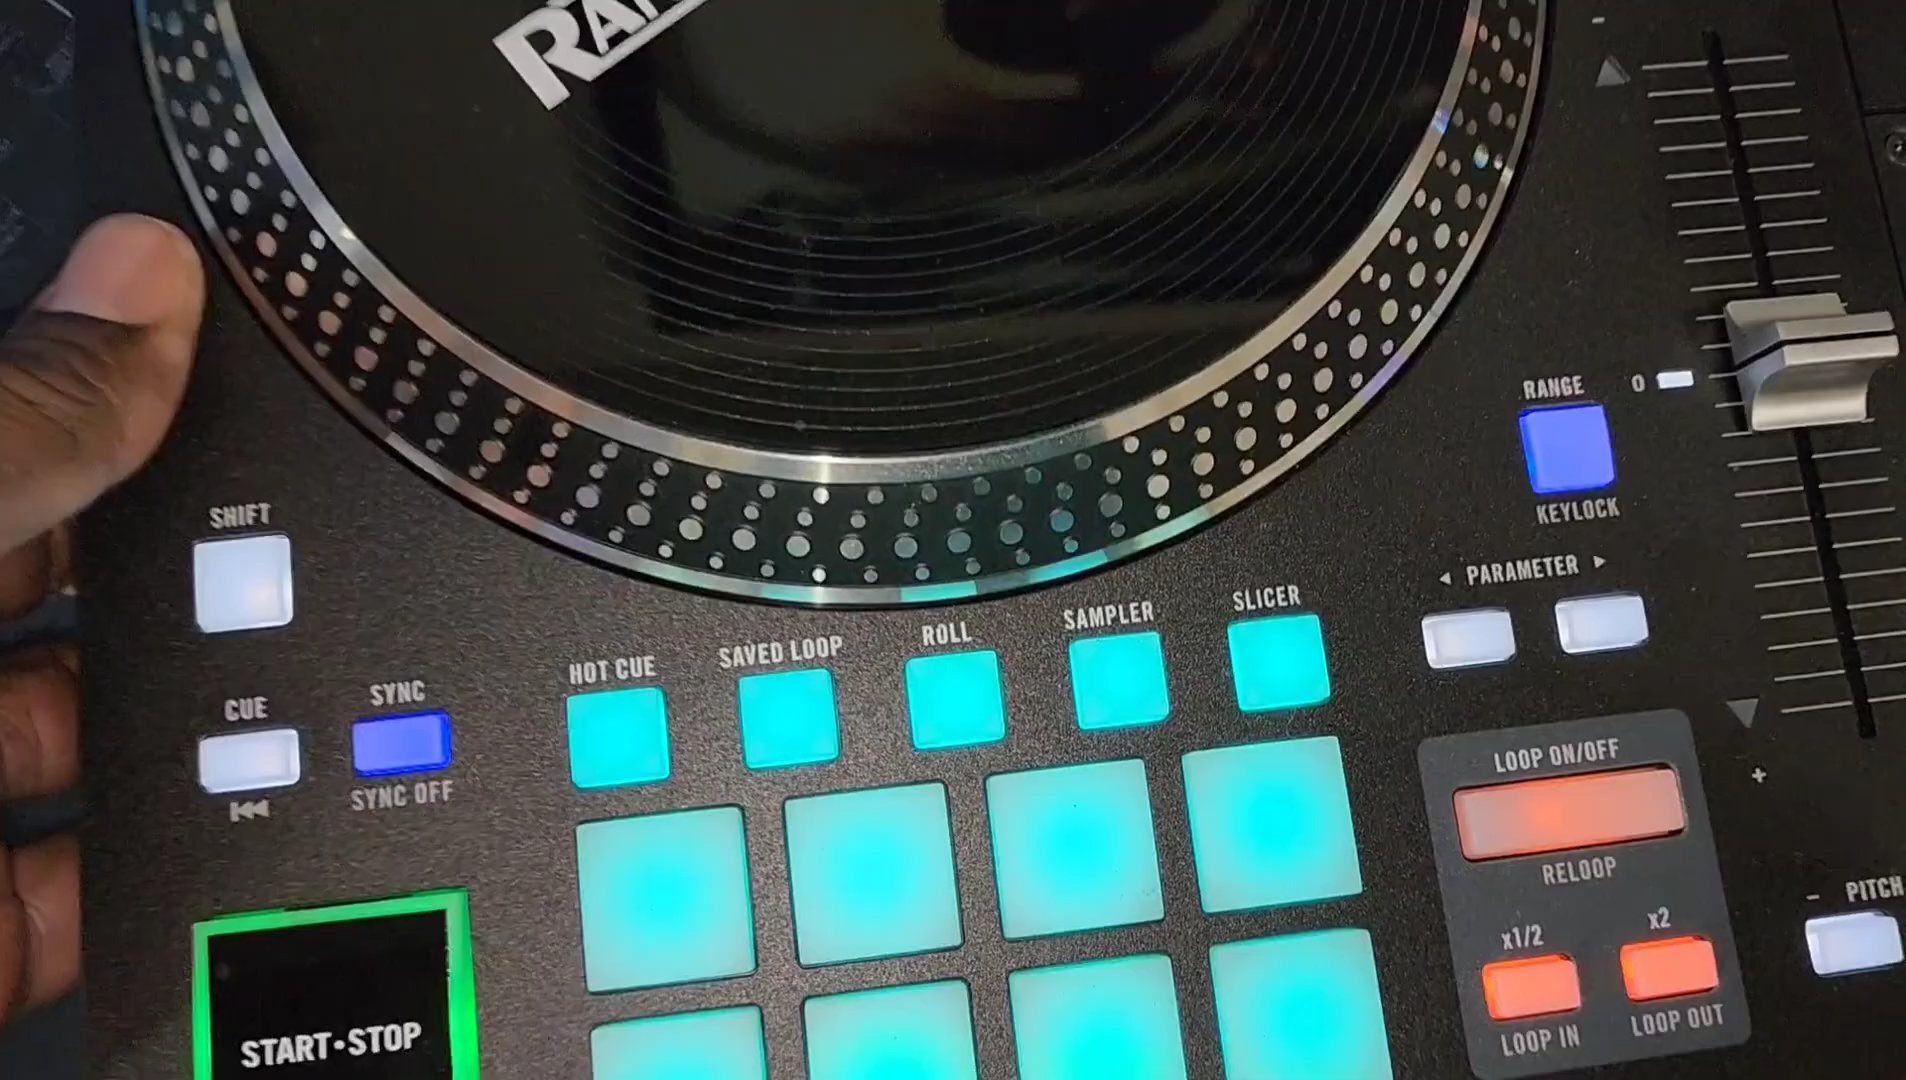 RANGE
0
KEYLOCK
SHIFT
◄ PARAMETER ►
SLICER
SAMPLER
ROLL
SAVED LOOP
HOT CUE
CUE
SYNC
SYNC OFF
LOOP ON/OFF
RELOOP
x1/2
x2
LOOP IN
LOOP OUT
-
+
- PITCH
START•STOP